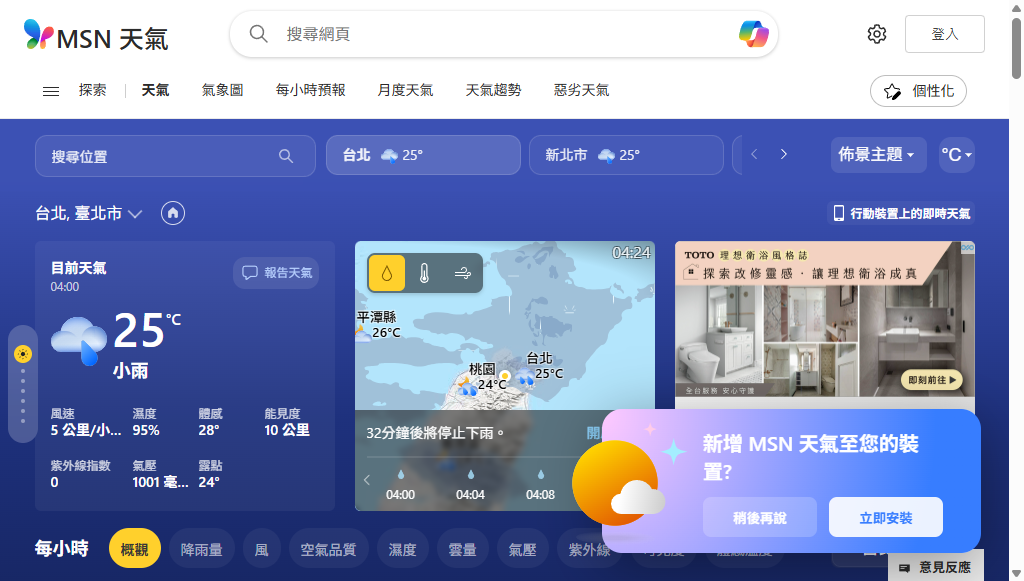 MSN 天氣
搜尋網頁
登入
探索
天氣
氣象圖
每小時預報
月度天氣
天氣趨勢
惡劣天氣
個性化
搜尋位置
台北 25°
新北市 25°
佈景主題
°C
台北, 臺北市
行動裝置上的即時天氣
目前天氣
04:00
報告天氣
25°C
小雨
風速
5 公里/小...
濕度
95%
體感
28°
能見度
10 公里
紫外線指數
0
氣壓
1001 毫...
露點
24°
04:24
平潭縣
26°C
桃園
24°C
台北
25°C
32分鐘後將停止下雨。
開
04:00
04:04
04:08
TOTO 理想衛浴風格誌
探索改修靈感・讓理想衛浴成真
全台服務 安心守護
即刻前往
新增 MSN 天氣至您的裝
置?
稍後再說
立即安裝
每小時
概觀
降雨量
風
空氣品質
濕度
雲量
氣壓
紫外線
意見反應